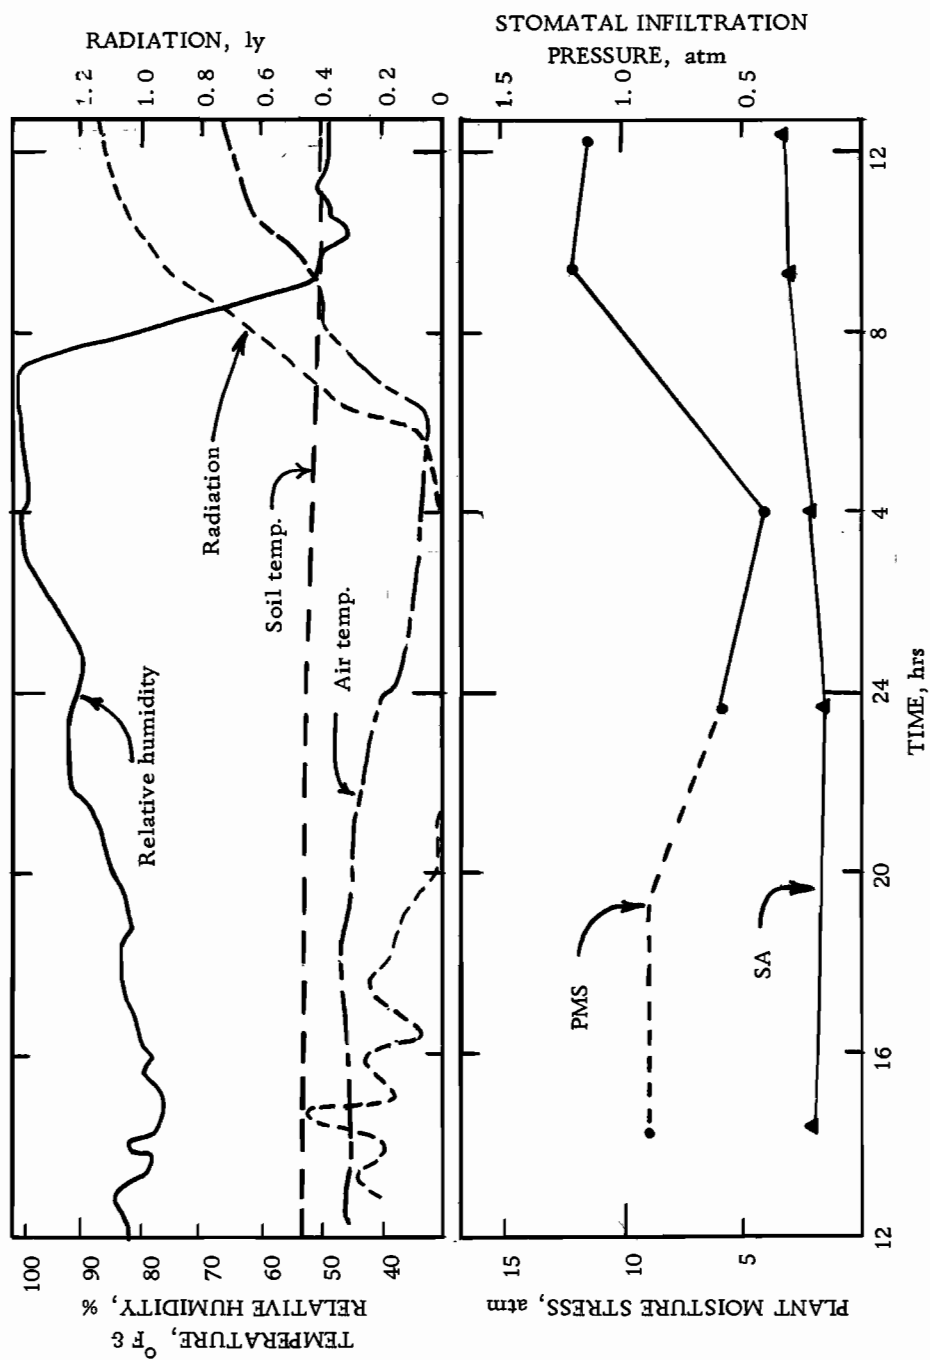 RADIATION, ly
1.2
1.0
0.8
0.6
0.4
0.2
0
STOMATAL INFILTRATION
PRESSURE, atm
1.5
1.0
0.5
Radiation
Soil temp.
Air temp.
Relative humidity
PMS
SA
100
90
80
70
60
50
40
TEMPERATURE, °F &
RELATIVE HUMIDITY, %
15
10
5
PLANT MOISTURE STRESS, atm
12
16
20
24
4
8
12
TIME, hrs